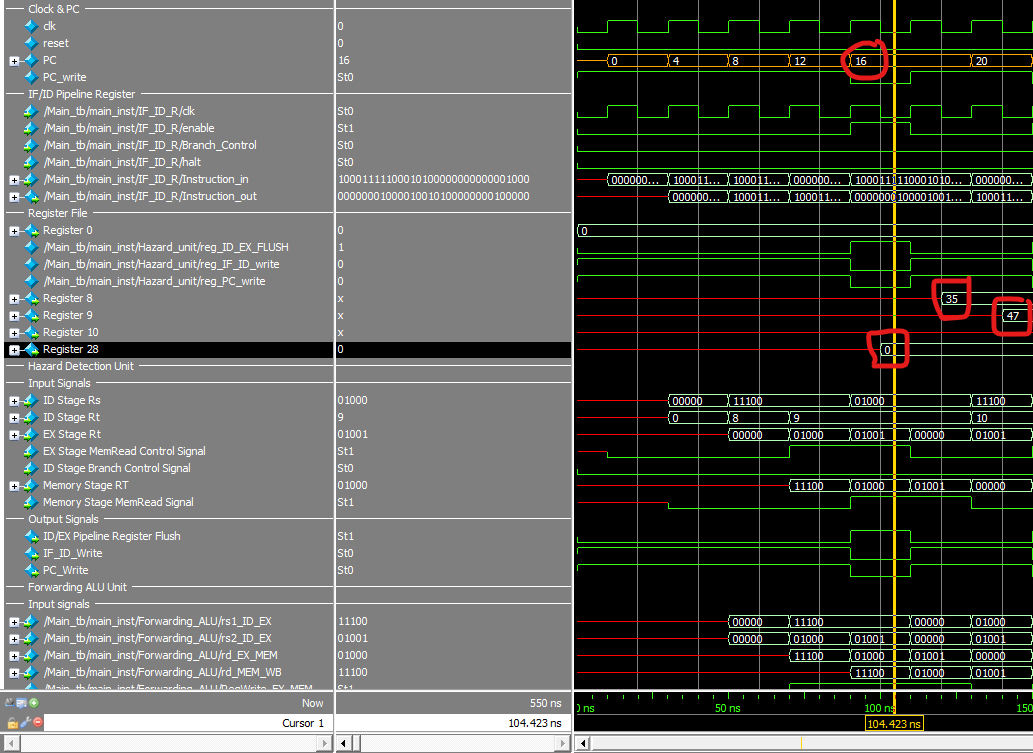 Clock & PC
clk 0
reset 0
PC 16 0 4 8 12 16 20
PC_write St0
IF/ID Pipeline Register
/Main_tb/main_inst/IF_ID_R/clk St0
/Main_tb/main_inst/IF_ID_R/enable St1
/Main_tb/main_inst/IF_ID_R/Branch_Control St0
/Main_tb/main_inst/IF_ID_R/halt St0
/Main_tb/main_inst/IF_ID_R/Instruction_in 10001111100010100000000000001000 000000... 100011... 100011... 000000... 1000111110001010... 000000...
/Main_tb/main_inst/IF_ID_R/Instruction_out 00000001000010010100000000100000 000000... 100011... 100011... 00000001000001001... 100011...
Register File
Register 0 0 0
/Main_tb/main_inst/Hazard_unit/reg_ID_EX_FLUSH 1
/Main_tb/main_inst/Hazard_unit/reg_IF_ID_write 0
/Main_tb/main_inst/Hazard_unit/reg_PC_write 0
Register 8 x 35
Register 9 x 47
Register 10 x
Register 28 0 0
Hazard Detection Unit
Input Signals
ID Stage Rs 01000 00000 11100 01000 11100
ID Stage Rt 9 0 8 9 10
EX Stage Rt 01001 00000 01000 01001 00000 01001
EX Stage MemRead Control Signal St1
ID Stage Branch Control Signal St0
Memory Stage RT 01000 11100 01000 01001 00000
Memory Stage MemRead Signal St1
Output Signals
ID/EX Pipeline Register Flush St1
IF_ID_Write St0
PC_Write St0
Forwarding ALU Unit
Input signals
/Main_tb/main_inst/Forwarding_ALU/rs1_ID_EX 11100 00000 11100 00000 01000
/Main_tb/main_inst/Forwarding_ALU/rs2_ID_EX 01001 00000 01000 01001 00000 01001
/Main_tb/main_inst/Forwarding_ALU/rd_EX_MEM 01000 11100 01000 01001 00000
/Main_tb/main_inst/Forwarding_ALU/rd_MEM_WB 11100 11100 01000 01001
/Main_tb/main_inst/Forwarding_ALU/RegWrite_EX_MEM St1
Now 550 ns 50 ns 100 ns
Cursor 1 104.423 ns 104.423 ns